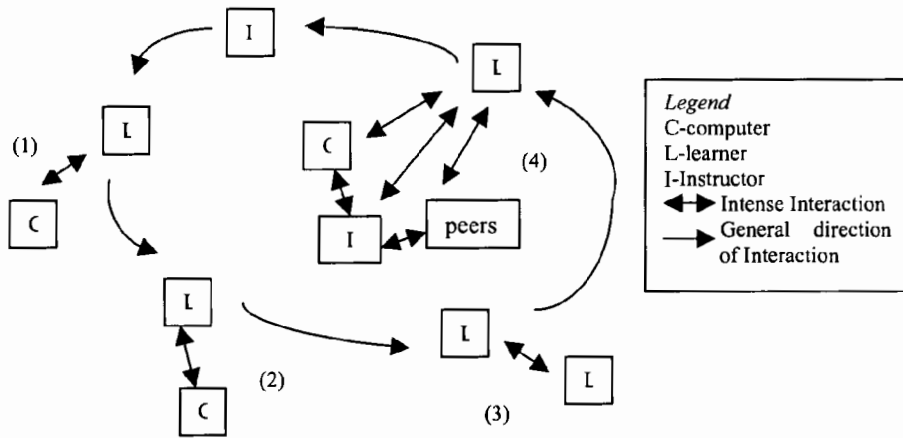 I
L
L
(1)
C
(4)
C
L
I
peers
L
C
(2)
L
L
(3)
Legend
C-computer
L-learner
I-Instructor
Intense Interaction
General direction
of Interaction